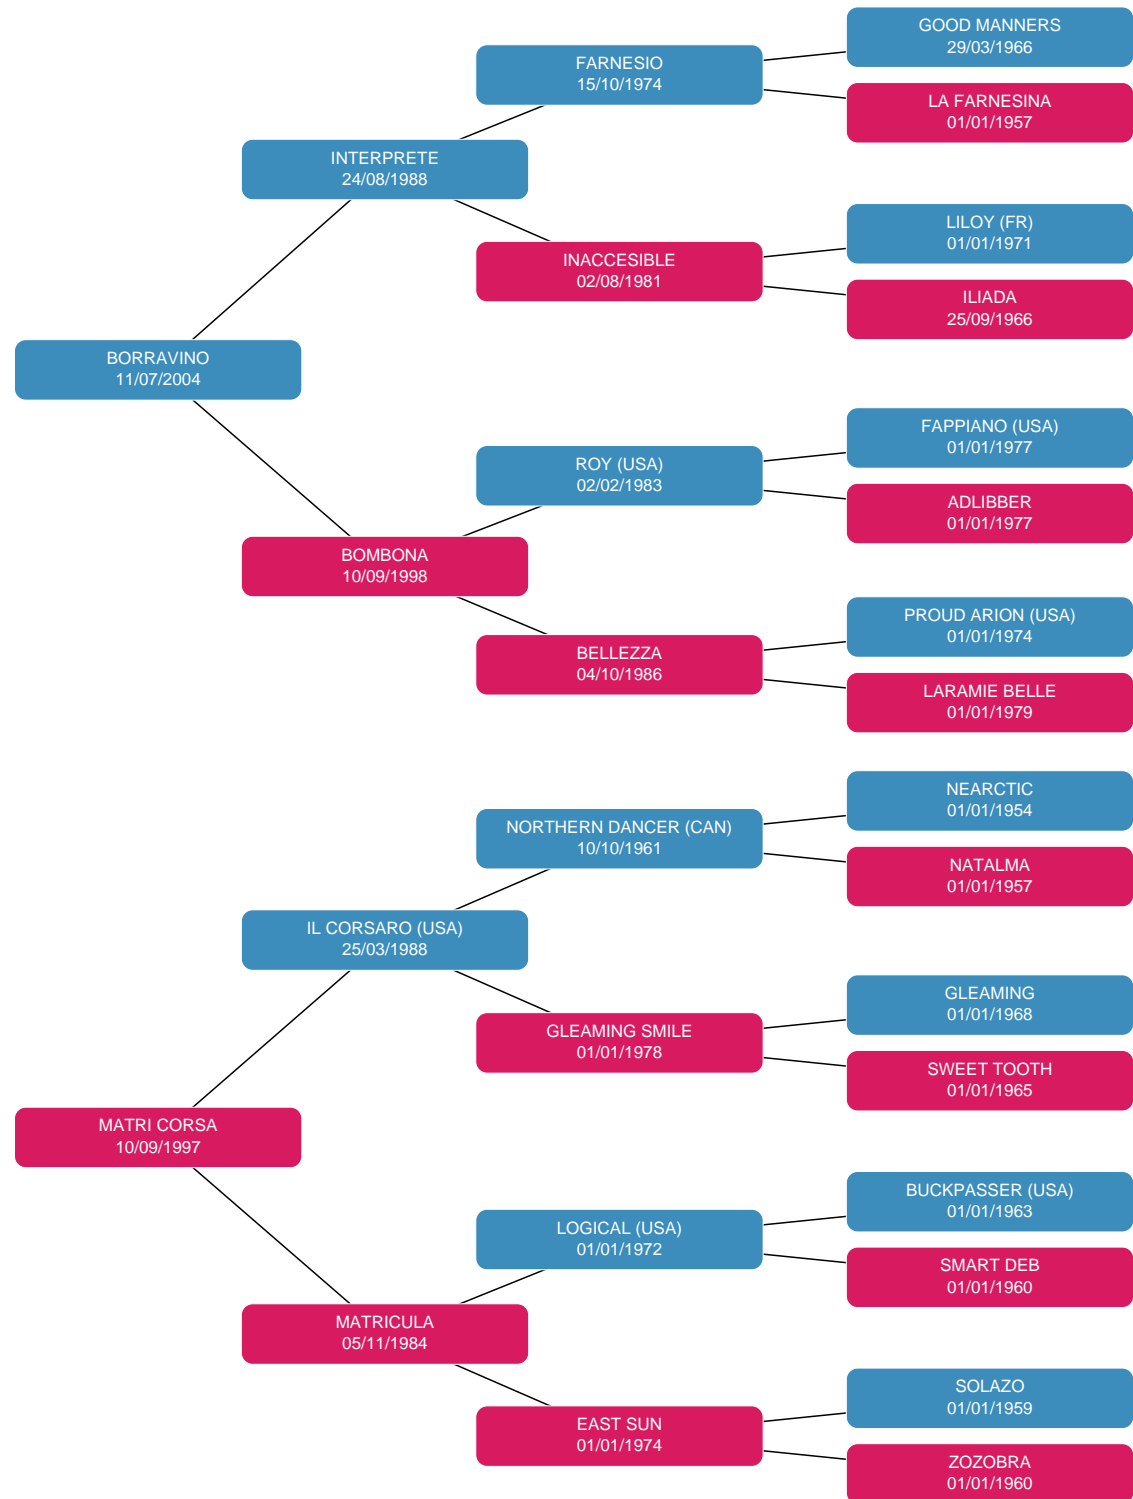 GOOD MANNERS
29/03/1966
FARNESIO
15/10/1974
LA FARNESINA
01/01/1957
INTERPRETE
24/08/1988
LILOY (FR)
01/01/1971
INACCESIBLE
02/08/1981
ILIADA
25/09/1966
BORRAVINO
11/07/2004
FAPPIANO (USA)
01/01/1977
ROY (USA)
02/02/1983
ADLIBBER
01/01/1977
BOMBONA
10/09/1998
PROUD ARION (USA)
01/01/1974
BELLEZZA
04/10/1986
LARAMIE BELLE
01/01/1979
NEARCTIC
01/01/1954
NORTHERN DANCER (CAN)
10/10/1961
NATALMA
01/01/1957
IL CORSARO (USA)
25/03/1988
GLEAMING
01/01/1968
GLEAMING SMILE
01/01/1978
SWEET TOOTH
01/01/1965
MATRI CORSA
10/09/1997
BUCKPASSER (USA)
01/01/1963
LOGICAL (USA)
01/01/1972
SMART DEB
01/01/1960
MATRICULA
05/11/1984
SOLAZO
01/01/1959
EAST SUN
01/01/1974
ZOZOBRA
01/01/1960